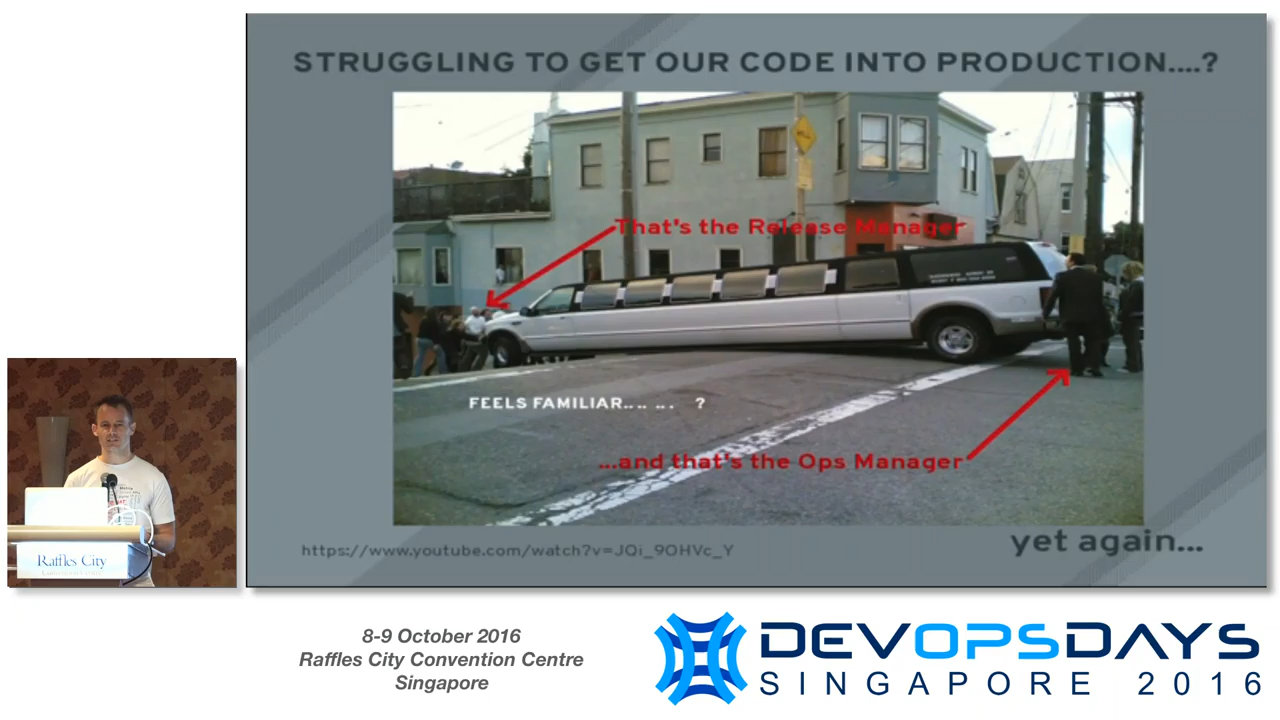 STRUGGLING TO GET OUR CODE INTO PRODUCTION....?
That's the Release Manager
FEELS FAMILIAR.... ... ?
...and that's the Ops Manager
https://www.youtube.com/watch?v=JQi_9OHVc_Y
yet again...
Raffles City
Convention Centre
8-9 October 2016
Raffles City Convention Centre
Singapore
DEVOPSDAYS
SINGAPORE 2016